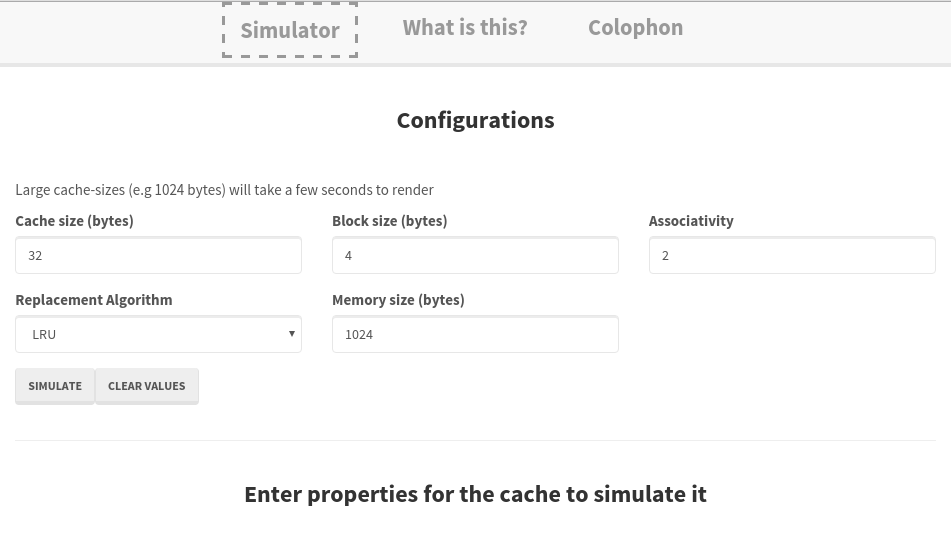 Simulator What is this? Colophon
Configurations
Large cache-sizes (e.g 1024 bytes) will take a few seconds to render
Cache size (bytes) Block size (bytes) Associativity
32 4 2
Replacement Algorithm Memory size (bytes)
LRU 1024
SIMULATE CLEAR VALUES
Enter properties for the cache to simulate it